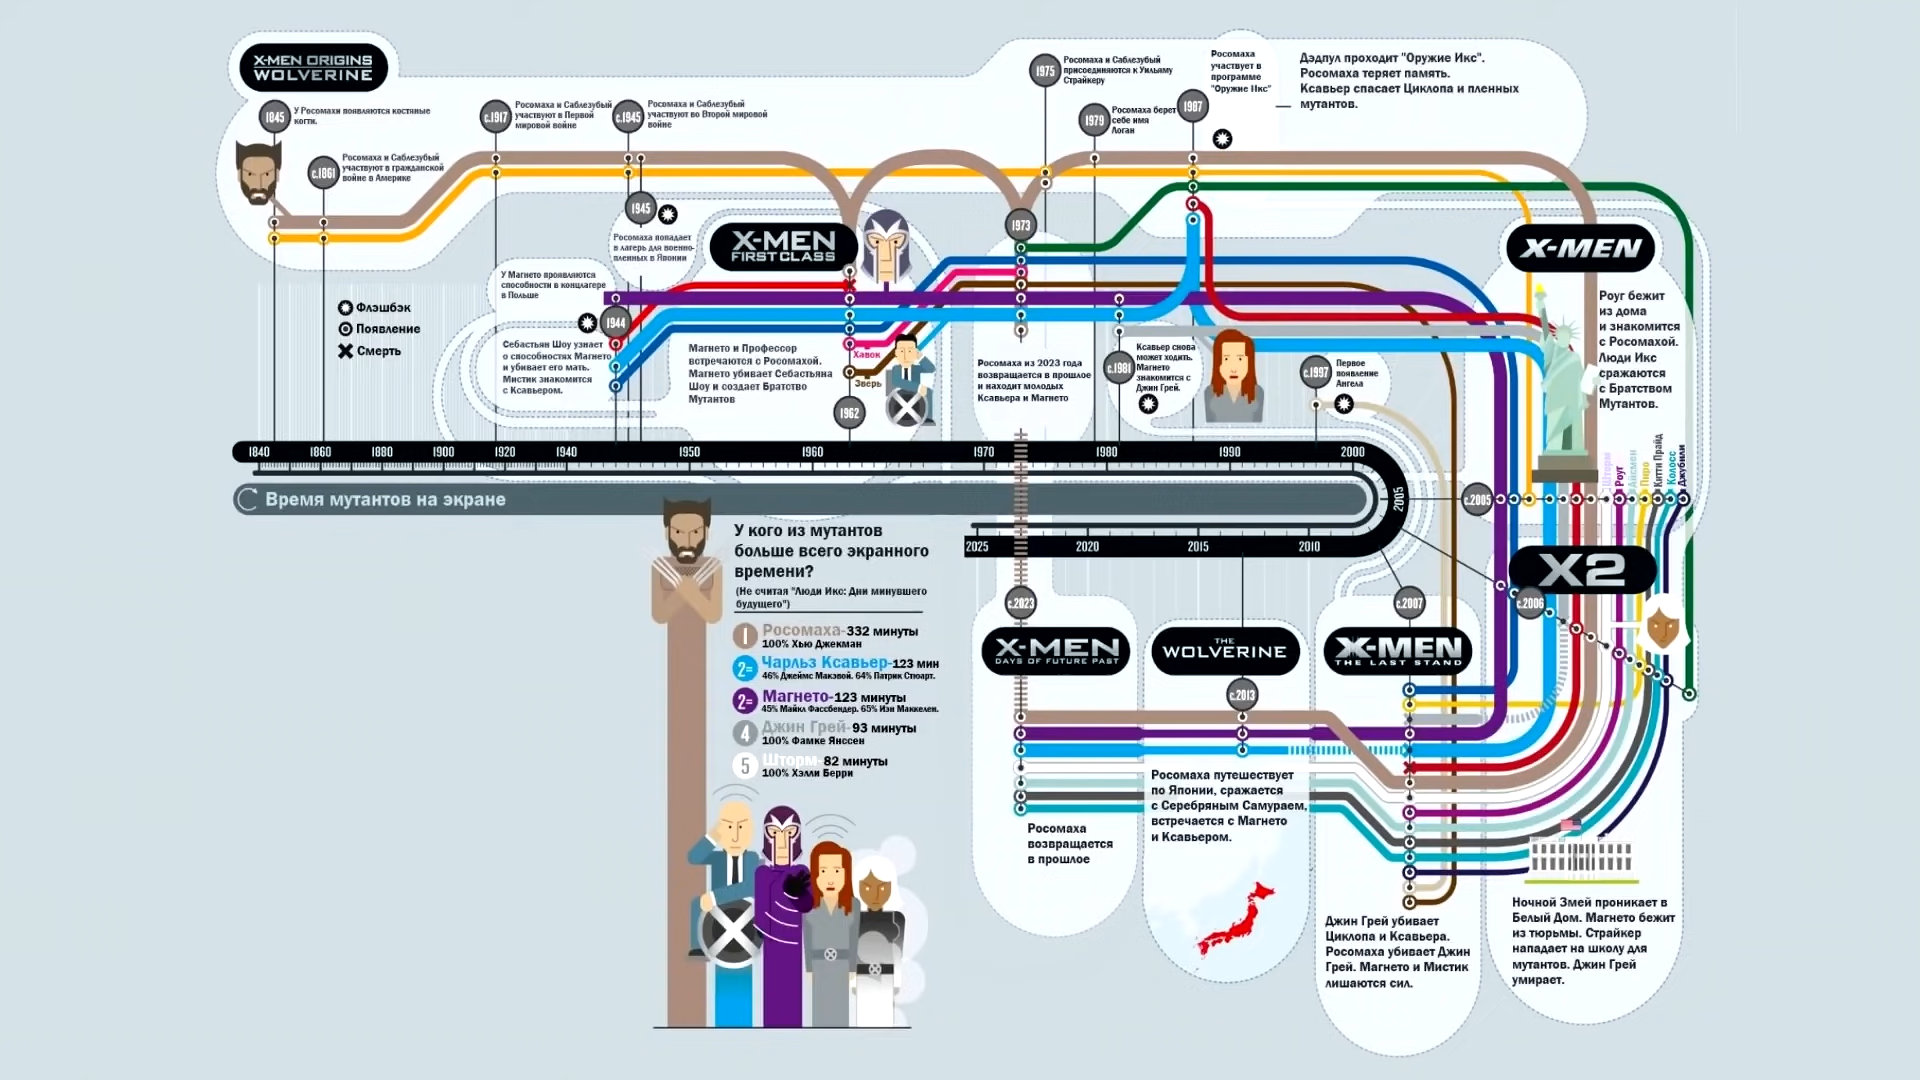 X-MEN ORIGINS
WOLVERINE
1845
У Росомахи появляются костяные
когти.
c.1861
Росомаха и Саблезубый
участвуют в гражданской
войне в Америке
c.1917
Росомаха и Саблезубый
участвуют в Первой
мировой войне
c.1945
Росомаха и Саблезубый
участвуют во Второй мировой
войне
1945
Росомаха попадает
в лагерь для военно-
пленных в Японии
1975
Росомаха и Саблезубый
присоединяются к Уильяму
Страйкеру
1979
Росомаха берет
себе имя
Логан
1987
Росомаха
участвует в
программе
"Оружие Икс"
Дэдпул проходит "Оружие Икс".
Росомаха теряет память.
Ксавьер спасает Циклопа и пленных
мутантов.
X-MEN
FIRST CLASS
У Магнето проявляются
способности в концлагере
в Польше
1944
Себастьян Шоу узнает
о способностях Магнето
и убивает его мать.
Мистик знакомится
с Ксавьером.
Флэшбэк
Появление
Смерть
Магнето и Профессор
встречаются с Росомахой.
Магнето убивает Себастьяна
Шоу и создает Братство
Мутантов
Хавок
Зверь
1962
1973
Росомаха из 2023 года
возвращается в прошлое
и находит молодых
Ксавьера и Магнето
c.1981
Ксавьер снова
может ходить.
Магнето
знакомится с
Джин Грей.
c.1997
Первое
появление
Ангела
X-MEN
Роуг бежит
из дома
и знакомится
с Росомахой.
Люди Икс
сражаются
с Братством
Мутантов.
1840 1860 1880 1900 1920 1940 1950 1960 1970 1980 1990 2000
2005
Время мутантов на экране
2025 2020 2015 2010
c.2005
Шторм
Роуг
Айсмен
Пиро
Китти Прайд
Колосс
Джубили
X2
c.2006
У кого из мутантов
больше всего экранного
времени?
(Не считая "Люди Икс: Дни минувшего
будущего")
1 Росомаха-332 минуты
100% Хью Джекман
2= Чарльз Ксавьер-123 мин
46% Джеймс Макэвой. 64% Патрик Стюарт.
2= Магнето-123 минуты
45% Майкл Фассбендер. 65% Иэн Маккелен.
4 Джин Грей-93 минуты
100% Фамке Янссен
5 Шторм-82 минуты
100% Хэлли Берри
c.2023
X-MEN
DAYS OF FUTURE PAST
Росомаха
возвращается
в прошлое
THE
WOLVERINE
c.2013
Росомаха путешествует
по Японии, сражается
с Серебряным Самураем,
встречается с Магнето
и Ксавьером.
c.2007
X-MEN
THE LAST STAND
Джин Грей убивает
Циклопа и Ксавьера.
Росомаха убивает Джин
Грей. Магнето и Мистик
лишаются сил.
Ночной Змей проникает в
Белый Дом. Магнето бежит
из тюрьмы. Страйкер
нападает на школу для
мутантов. Джин Грей
умирает.